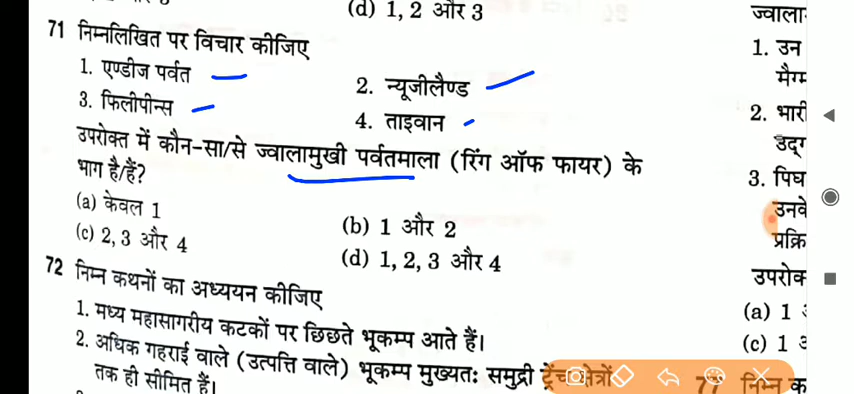 (d) 1, 2 और 3
71 निम्नलिखित पर विचार कीजिए
1. एण्डीज पर्वत
2. न्यूजीलैण्ड
3. फिलीपीन्स
4. ताइवान
उपरोक्त में कौन-सा/से ज्वालामुखी पर्वतमाला (रिंग ऑफ फायर) के
भाग है/हैं?
(a) केवल 1
(b) 1 और 2
(c) 2, 3 और 4
(d) 1, 2, 3 और 4
72 निम्न कथनों का अध्ययन कीजिए
1. मध्य महासागरीय कटकों पर छिछते भूकम्प आते हैं।
2. अधिक गहराई वाले (उत्पत्ति वाले) भूकम्प मुख्यतः समुद्री ट्रेंच क्षेत्रों
तक ही सीमित हैं।
1. उन
2. भारी
3. पिघ
उनवे
प्रक्रि
उपरोक
(a) 1
(c) 1
77 निम्न क